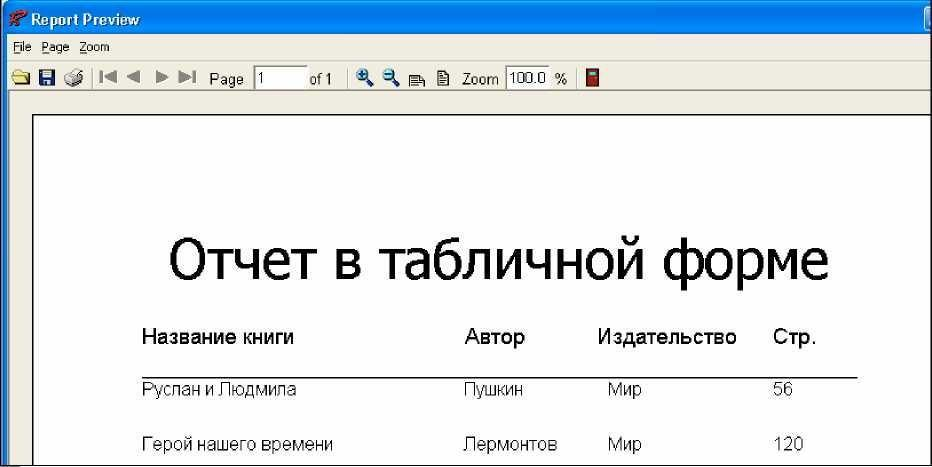 Report Preview
File Page Zoom
Page 1 of 1 Zoom 100.0 %
Отчет в табличной форме
Название книги Автор Издательство Стр.
Руслан и Людмила Пушкин Мир 56
Герой нашего времени Лермонтов Мир 120